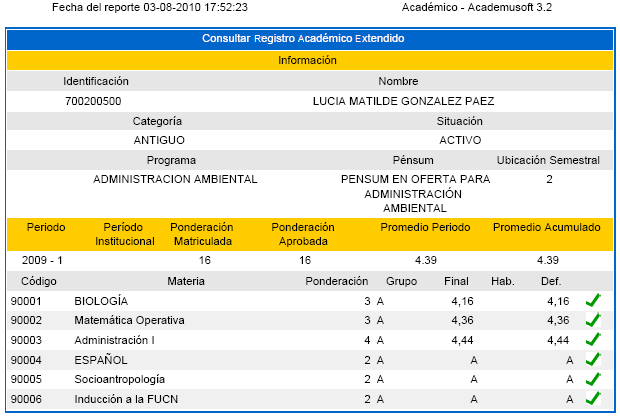 Fecha del reporte 03-08-2010 17:52:23 Académico - Academusoft 3.2
Consultar Registro Académico Extendido
Información
Identificación Nombre
700200500 LUCIA MATILDE GONZALEZ PAEZ
Categoría Situación
ANTIGUO ACTIVO
Programa Pénsum Ubicación Semestral
ADMINISTRACION AMBIENTAL PENSUM EN OFERTA PARA 2
ADMINISTRACIÓN
AMBIENTAL
Periodo Período Ponderación Ponderación Promedio Periodo Promedio Acumulado
Institucional Matriculada Aprobada
2009 - 1 16 16 4.39 4.39
Código Materia Ponderación Grupo Final Hab. Def.
90001 BIOLOGÍA 3 A 4,16 4,16
90002 Matemática Operativa 3 A 4,36 4,36
90003 Administración I 4 A 4,44 4,44
90004 ESPAÑOL 2 A A A
90005 Socioantropología 2 A A A
90006 Inducción a la FUCN 2 A A A